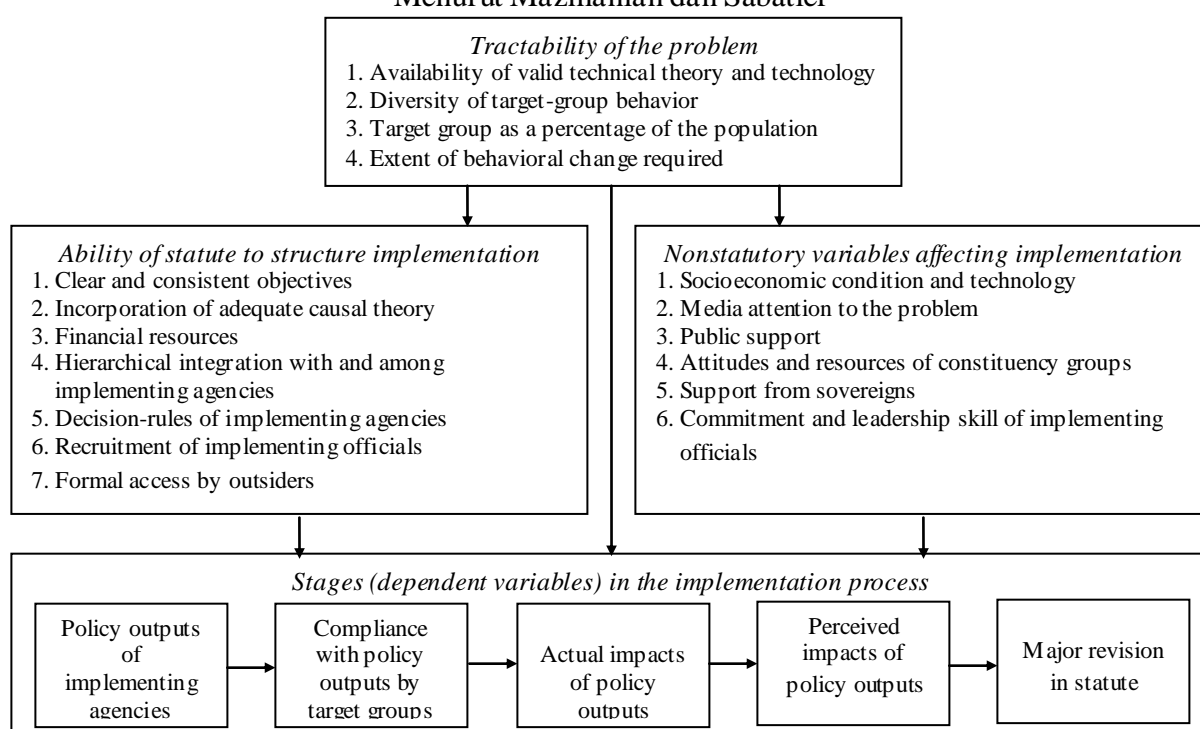 Menurut Mazmanian dan Sabatier
Tractability of the problem
1. Availability of valid technical theory and technology
2. Diversity of target-group behavior
3. Target group as a percentage of the population
4. Extent of behavioral change required
Ability of statute to structure implementation
1. Clear and consistent objectives
2. Incorporation of adequate causal theory
3. Financial resources
4. Hierarchical integration with and among
implementing agencies
5. Decision-rules of implementing agencies
6. Recruitment of implementing officials
7. Formal access by outsiders
Nonstatutory variables affecting implementation
1. Socioeconomic condition and technology
2. Media attention to the problem
3. Public support
4. Attitudes and resources of constituency groups
5. Support from sovereigns
6. Commitment and leadership skill of implementing
officials
Stages (dependent variables) in the implementation process
Policy outputs
of
implementing
agencies
Compliance
with policy
outputs by
target groups
Actual impacts
of policy
outputs
Perceived
impacts of
policy outputs
Major revision
in statute